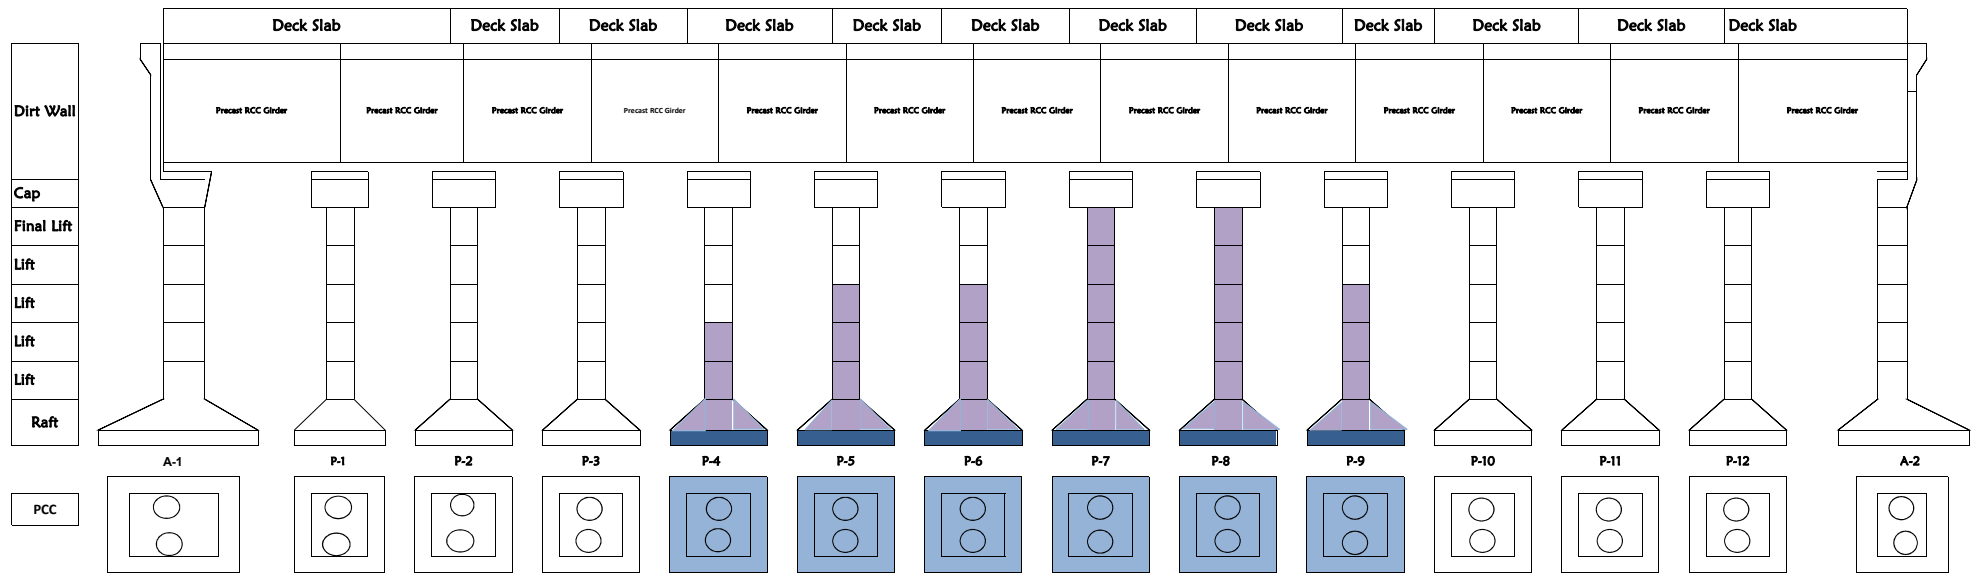 Deck Slab Deck Slab Deck Slab Deck Slab Deck Slab Deck Slab Deck Slab Deck Slab Deck Slab Deck Slab Deck Slab Deck Slab
Dirt Wall Precast RCC Girder Precast RCC Girder Precast RCC Girder Precast RCC Girder Precast RCC Girder Precast RCC Girder Precast RCC Girder Precast RCC Girder Precast RCC Girder Precast RCC Girder Precast RCC Girder Precast RCC Girder Precast RCC Girder
Cap
Final Lift
Lift
Lift
Lift
Lift
Raft
A-1 P-1 P-2 P-3 P-4 P-5 P-6 P-7 P-8 P-9 P-10 P-11 P-12 A-2
PCC